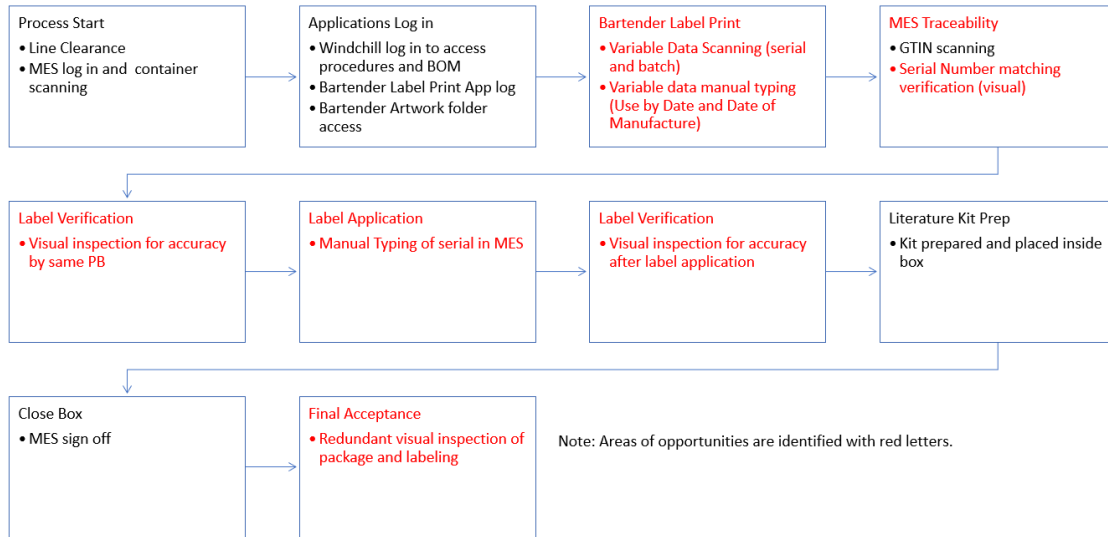 Process Start
• Line Clearance
• MES log in and container
scanning
Applications Log in
• Windchill log in to access
procedures and BOM
• Bartender Label Print App log
• Bartender Artwork folder
access
Bartender Label Print
• Variable Data Scanning (serial
and batch)
• Variable data manual typing
(Use by Date and Date of
Manufacture)
MES Traceability
• GTIN scanning
• Serial Number matching
verification (visual)
Label Verification
• Visual inspection for accuracy
by same PB
Label Application
• Manual Typing of serial in MES
Label Verification
• Visual inspection for accuracy
after label application
Literature Kit Prep
• Kit prepared and placed inside
box
Close Box
• MES sign off
Final Acceptance
• Redundant visual inspection of
package and labeling
Note: Areas of opportunities are identified with red letters.